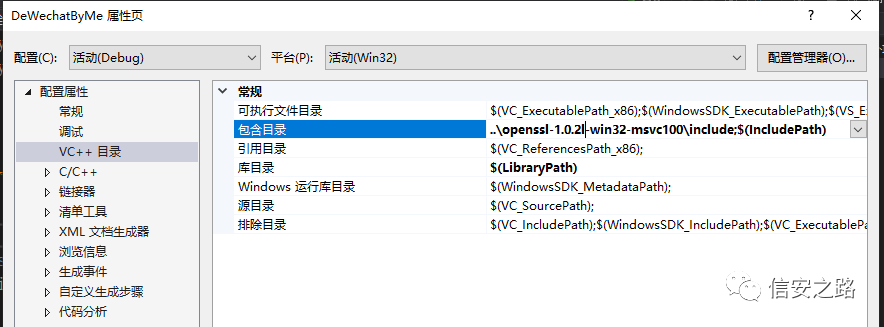 DeWechatByMe 属性页
? ×
配置(C): 活动(Debug) 平台(P): 活动(Win32) 配置管理器(O)...
配置属性
常规
调试
VC++ 目录
C/C++
链接器
清单工具
XML 文档生成器
浏览信息
生成事件
自定义生成步骤
代码分析
常规
可执行文件目录 $(VC_ExecutablePath_x86);$(WindowsSDK_ExecutablePath);$(VS_E
包含目录 ..\openssl-1.0.2l-win32-msvc100\include;$(IncludePath)
引用目录 $(VC_ReferencesPath_x86);
库目录 $(LibraryPath)
Windows 运行库目录 $(WindowsSDK_MetadataPath);
源目录 $(VC_SourcePath);
排除目录 $(VC_IncludePath);$(WindowsSDK_IncludePath);$(VC_ExecutablePa
信安之路